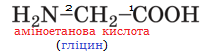 H₂N–²CH₂–¹COOH
аміноетанова кислота
(гліцин)